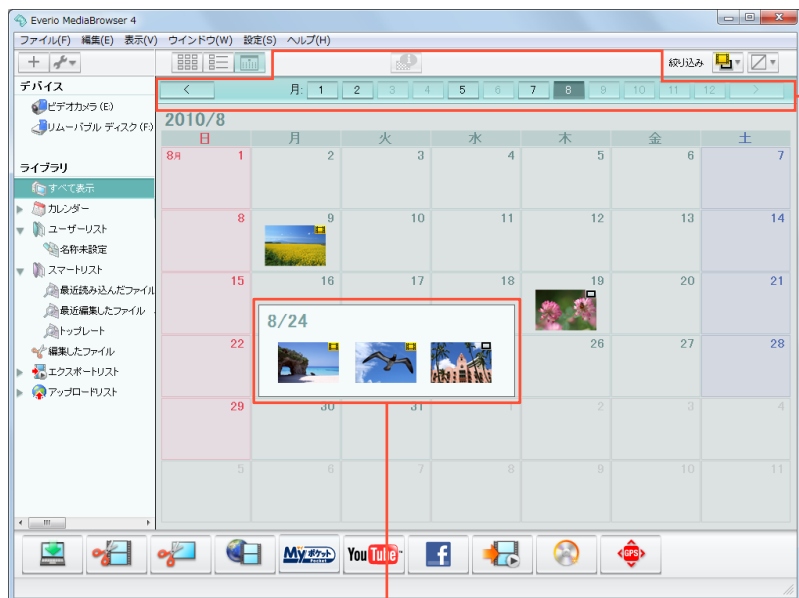 Everio MediaBrowser 4
ファイル(F) 編集(E) 表示(V) ウインドウ(W) 設定(S) ヘルプ(H)
絞り込み
デバイス
ビデオカメラ (E:)
リムーバブル ディスク (F:)
ライブラリ
すべて表示
カレンダー
ユーザーリスト
名称未設定
スマートリスト
最近読み込んだファイル
最近編集したファイル
トップレート
編集したファイル
エクスポートリスト
アップロードリスト
< 月: 1 2 3 4 5 6 7 8 9 10 11 12 >
2010/8
日 月 火 水 木 金 土
8月 1 2 3 4 5 6 7
8 9 10 11 12 13 14
15 16 17 18 19 20 21
8/24
22 26 27 28
29 30 31 1 2 3 4
5 6 7 8 9 10 11
Myポケット Pocket YouTube f GPS